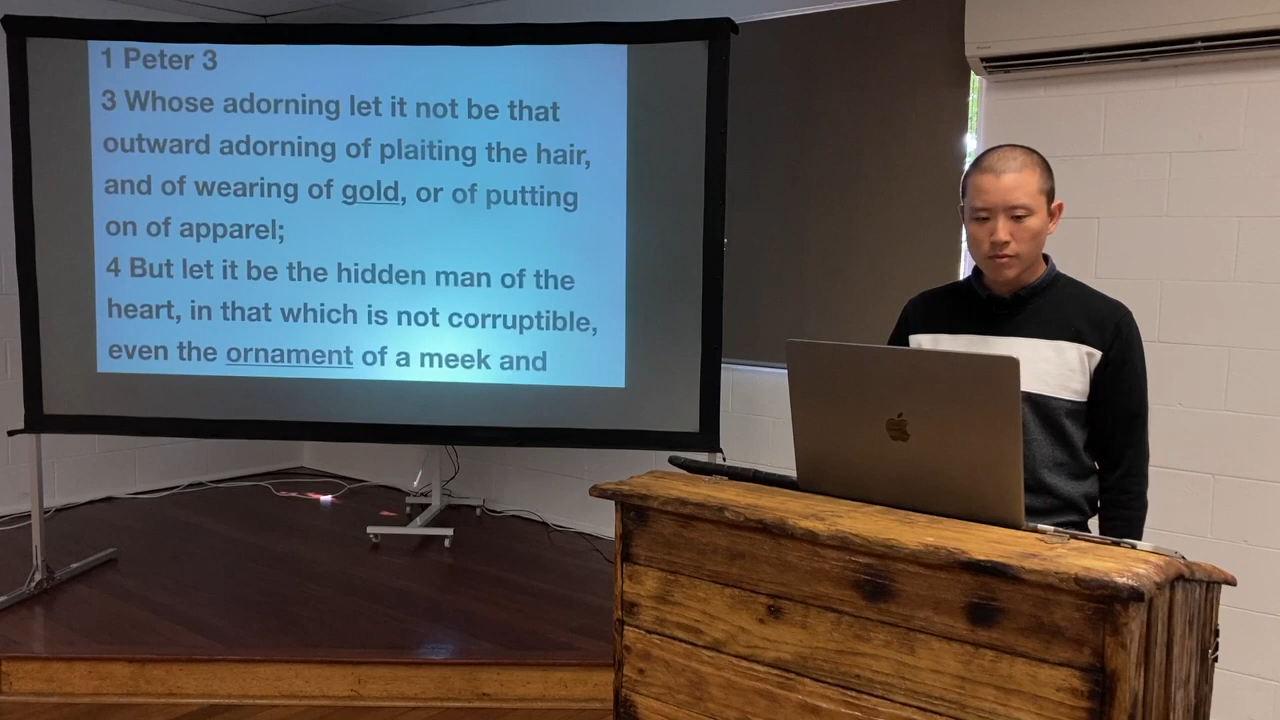 1 Peter 3
3 Whose adorning let it not be that
outward adorning of plaiting the hair,
and of wearing of gold, or of putting
on of apparel;
4 But let it be the hidden man of the
heart, in that which is not corruptible,
even the ornament of a meek and